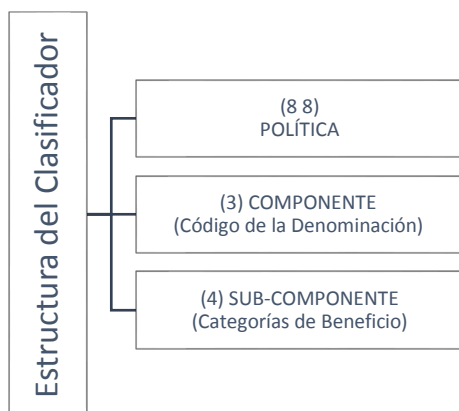 Estructura del Clasificador
(8 8)
POLÍTICA
(3) COMPONENTE
(Código de la Denominación)
(4) SUB-COMPONENTE
(Categorías de Beneficio)